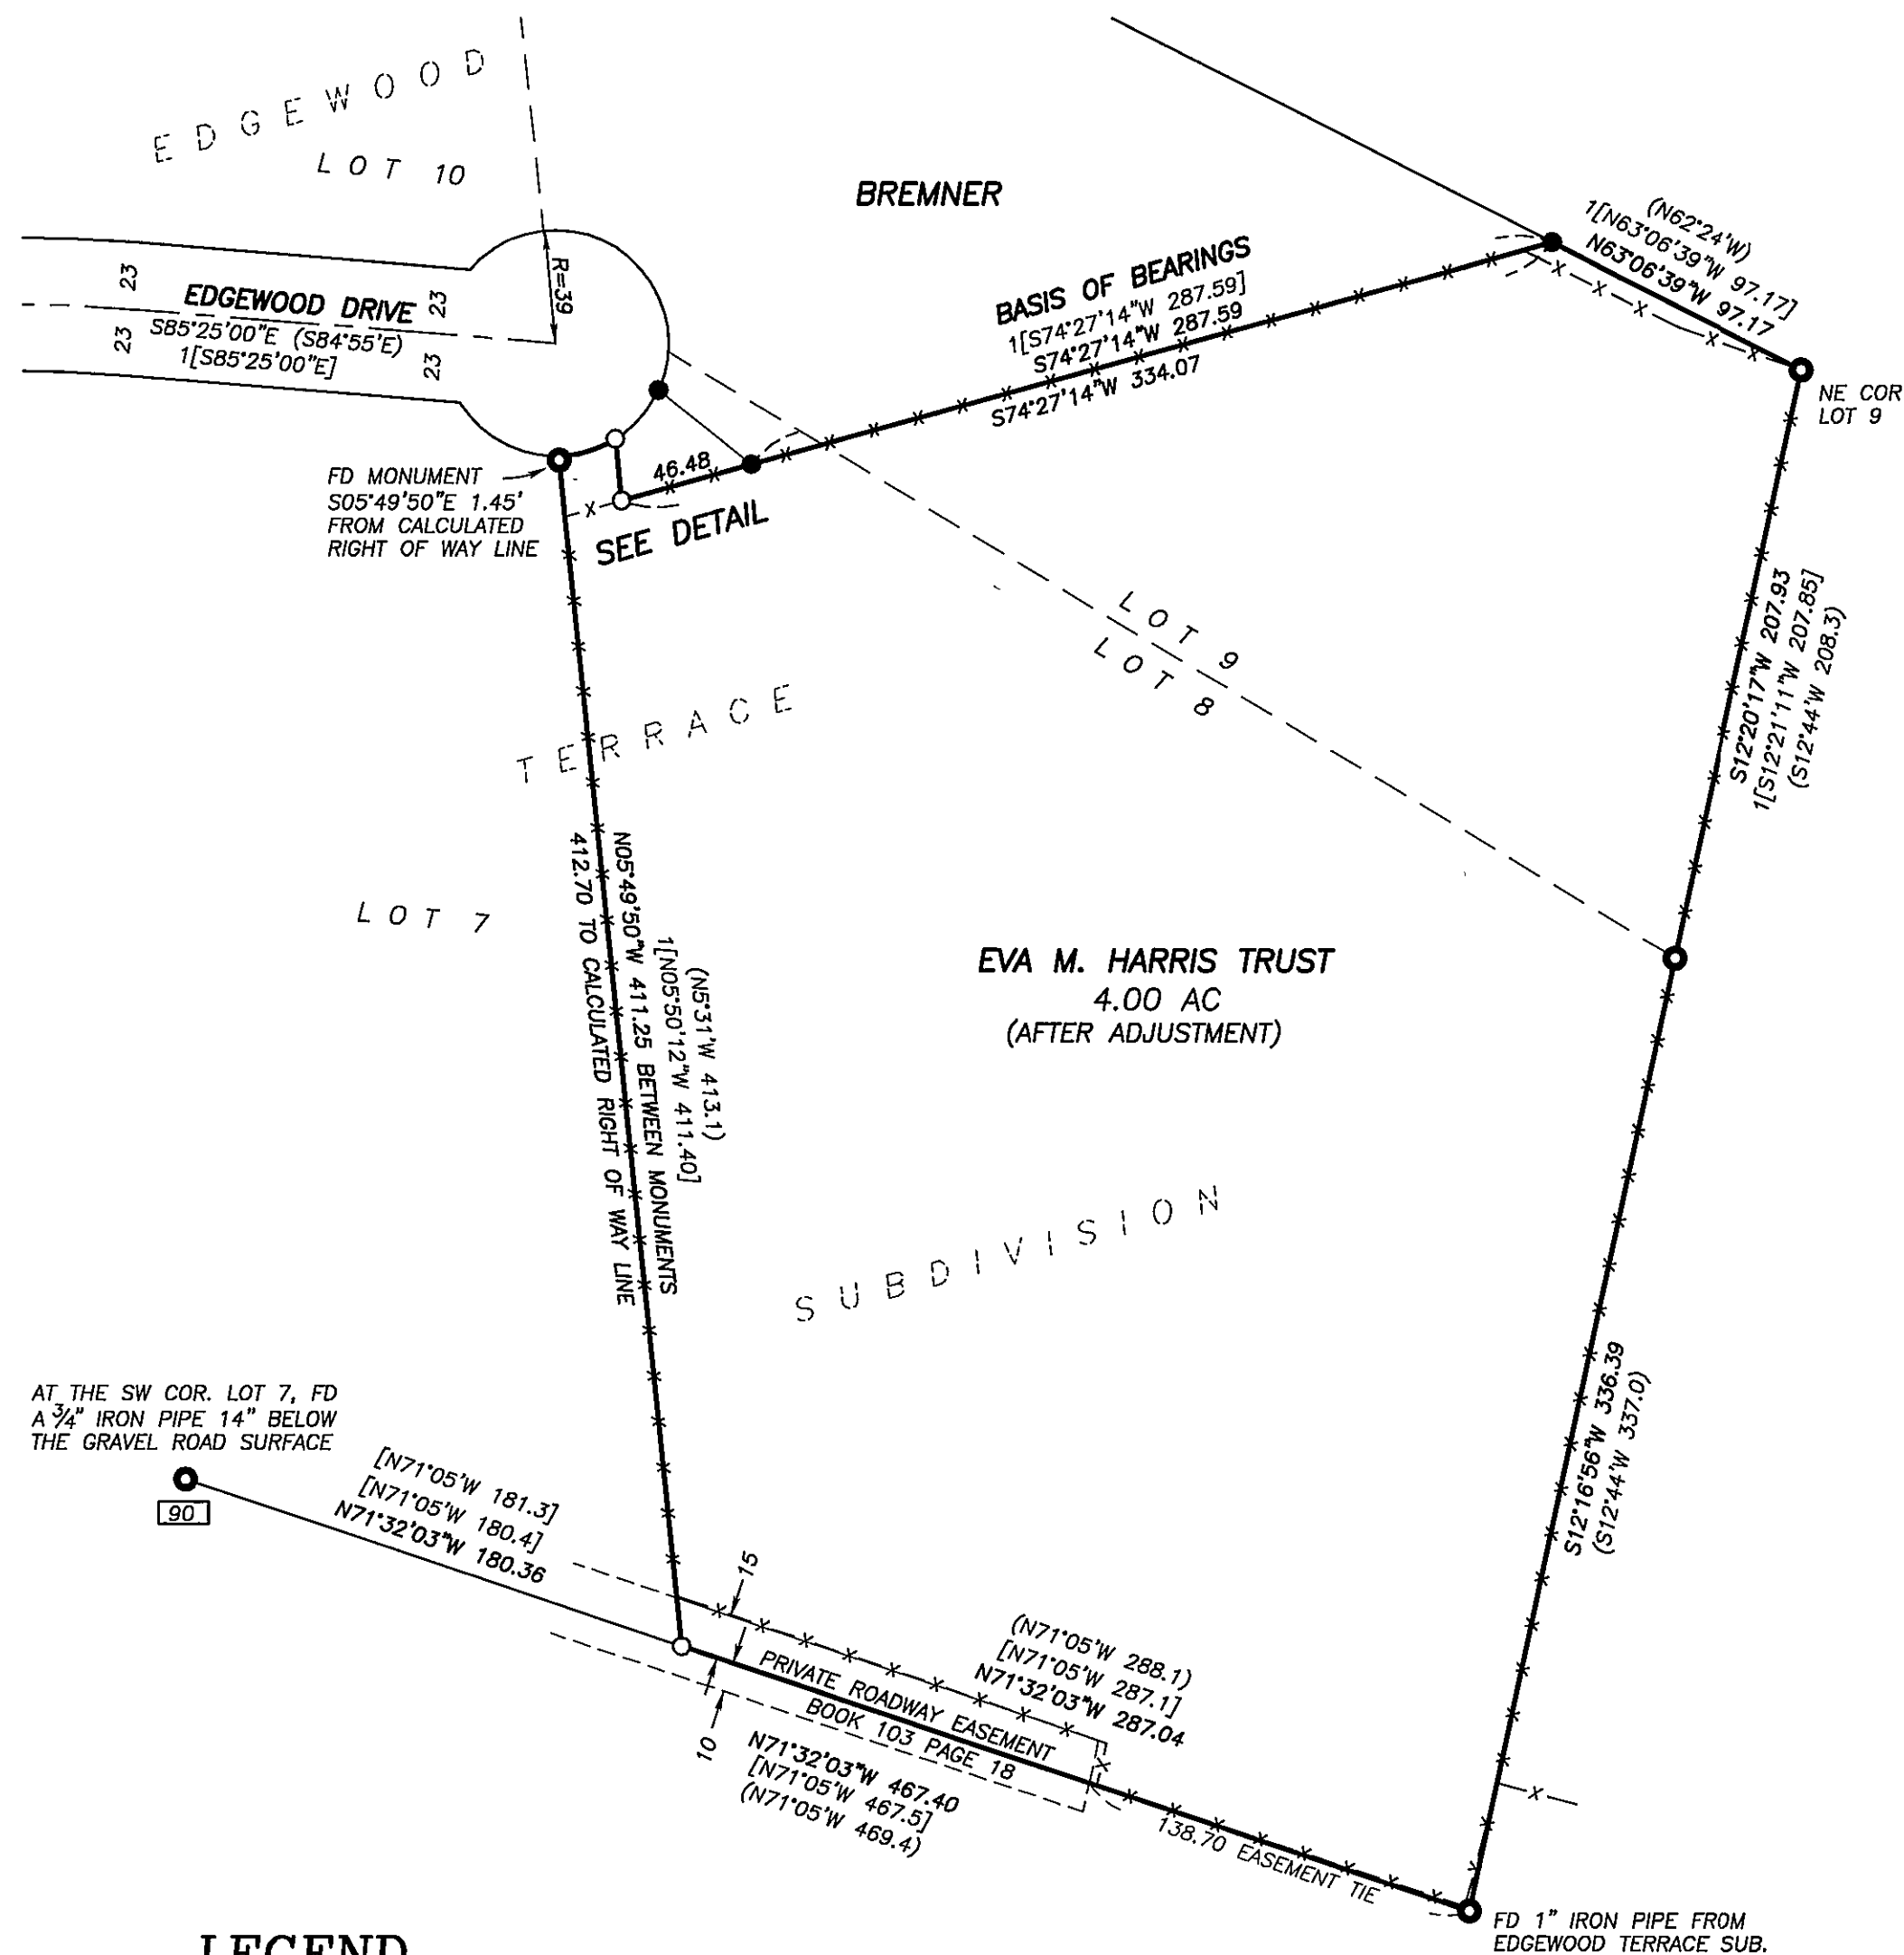 EDGEWOOD
LOT 10
BREMNER
(N62°24'W)
1[N63°06'39"W 97.17]
N63°06'39"W 97.17
NE COR
LOT 9
R=39
23
23
EDGEWOOD DRIVE
S85°25'00"E (S84°55'E)
1[S85°25'00"E]
23
23
BASIS OF BEARINGS
1[S74°27'14"W 287.59]
S74°27'14"W 287.59
S74°27'14"W 334.07
46.48
SEE DETAIL
FD MONUMENT
S05°49'50"E 1.45'
FROM CALCULATED
RIGHT OF WAY LINE
LOT 9
LOT 8
S12°20'17"W 207.93
1[S12°21'11"W 207.85]
(S12°44'W 208.3)
TERRACE
LOT 7
(N5°31'W 413.1)
1[N05°50'12"W 411.40]
N05°49'50"W 411.25 BETWEEN MONUMENTS
412.70 TO CALCULATED RIGHT OF WAY LINE
EVA M. HARRIS TRUST
4.00 AC
(AFTER ADJUSTMENT)
SUBDIVISION
S12°16'56"W 336.39
(S12°44'W 337.0)
AT THE SW COR. LOT 7, FD
A 3/4" IRON PIPE 14" BELOW
THE GRAVEL ROAD SURFACE
90
[N71°05'W 181.3]
[N71°05'W 180.4]
N71°32'03"W 180.36
15
(N71°05'W 288.1)
[N71°05'W 287.1]
N71°32'03"W 287.04
PRIVATE ROADWAY EASEMENT
BOOK 103 PAGE 18
10
N71°32'03"W 467.40
[N71°05'W 467.5]
(N71°05'W 469.4)
138.70 EASEMENT TIE
FD 1" IRON PIPE FROM
EDGEWOOD TERRACE SUB.
LEGEND